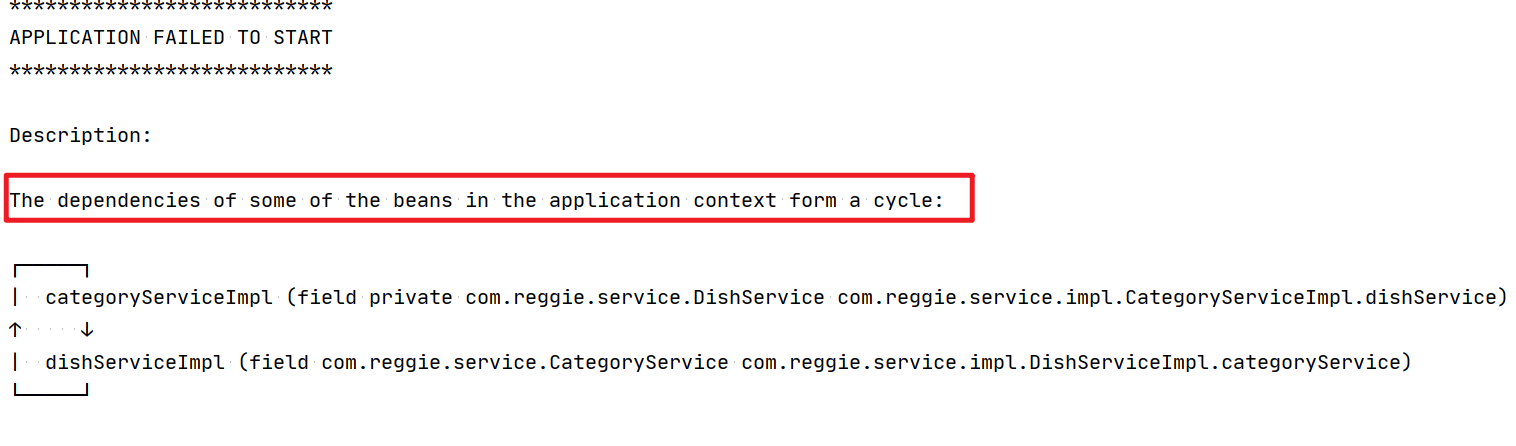 ***************************
APPLICATION FAILED TO START
***************************
Description:
The dependencies of some of the beans in the application context form a cycle:
┌─────┐
|  categoryServiceImpl (field private com.reggie.service.DishService com.reggie.service.impl.CategoryServiceImpl.dishService)
↑     ↓
|  dishServiceImpl (field com.reggie.service.CategoryService com.reggie.service.impl.DishServiceImpl.categoryService)
└─────┘